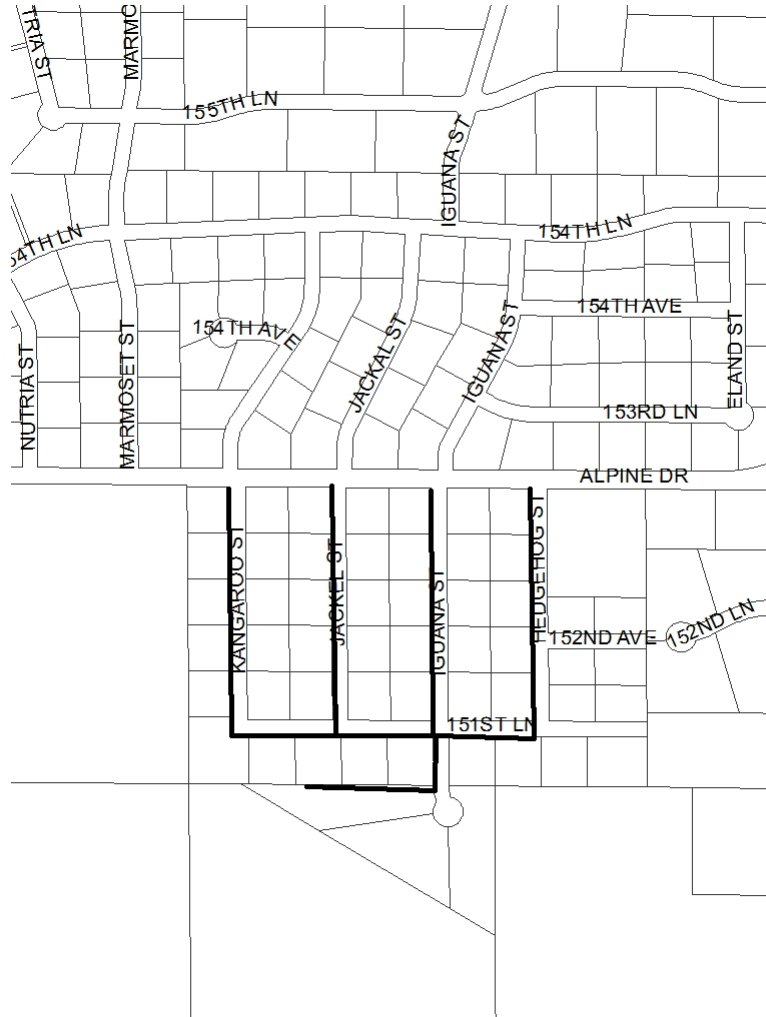 TRIA ST
MARMC
155TH LN
IGUANA ST
54TH LN
154TH LN
154TH AVE
154TH AVE
JACKAL ST
IGUANA ST
ELAND ST
NUTRIA ST
MARMOSET ST
153RD LN
ALPINE DR
KANGAROO ST
JACKEL ST
IGUANA ST
HEDGEHOG ST
152ND AVE
152ND LN
151ST LN